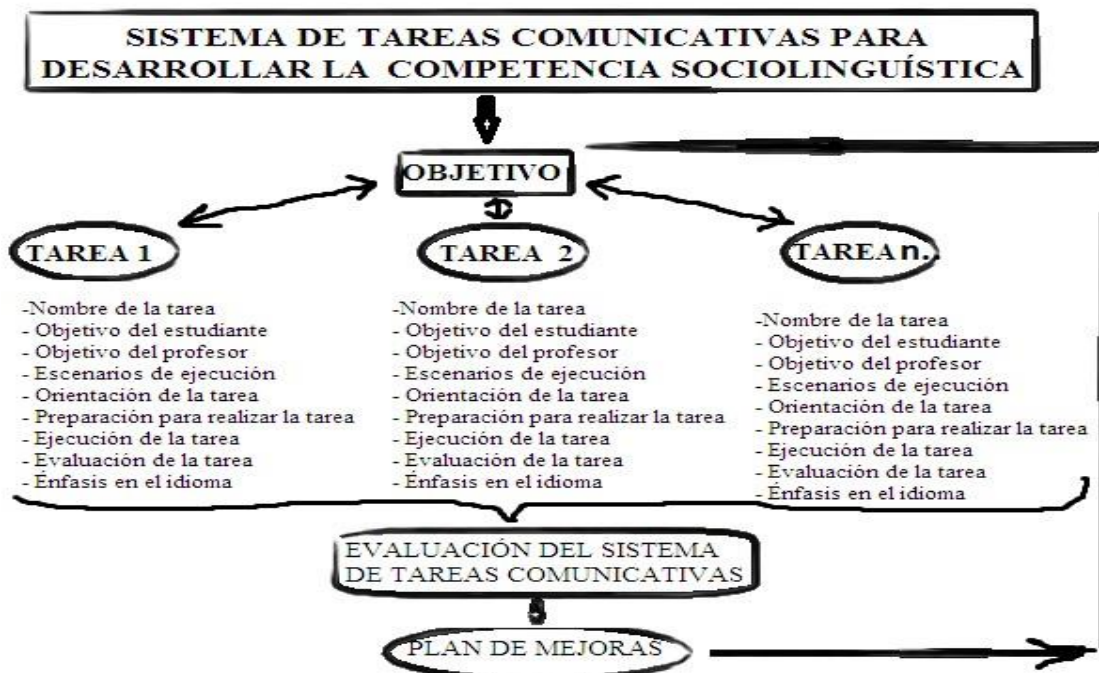 SISTEMA DE TAREAS COMUNICATIVAS PARA
DESARROLLAR LA COMPETENCIA SOCIOLINGUÍSTICA
OBJETIVO
TAREA 1
-Nombre de la tarea
- Objetivo del estudiante
- Objetivo del profesor
- Escenarios de ejecución
- Orientación de la tarea
- Preparación para realizar la tarea
- Ejecución de la tarea
- Evaluación de la tarea
- Énfasis en el idioma
TAREA 2
-Nombre de la tarea
- Objetivo del estudiante
- Objetivo del profesor
- Escenarios de ejecución
- Orientación de la tarea
- Preparación para realizar la tarea
- Ejecución de la tarea
- Evaluación de la tarea
- Énfasis en el idioma
TAREA n..
-Nombre de la tarea
- Objetivo del estudiante
- Objetivo del profesor
- Escenarios de ejecución
- Orientación de la tarea
- Preparación para realizar la tarea
- Ejecución de la tarea
- Evaluación de la tarea
- Énfasis en el idioma
EVALUACIÓN DEL SISTEMA
DE TAREAS COMUNICATIVAS
PLAN DE MEJORAS